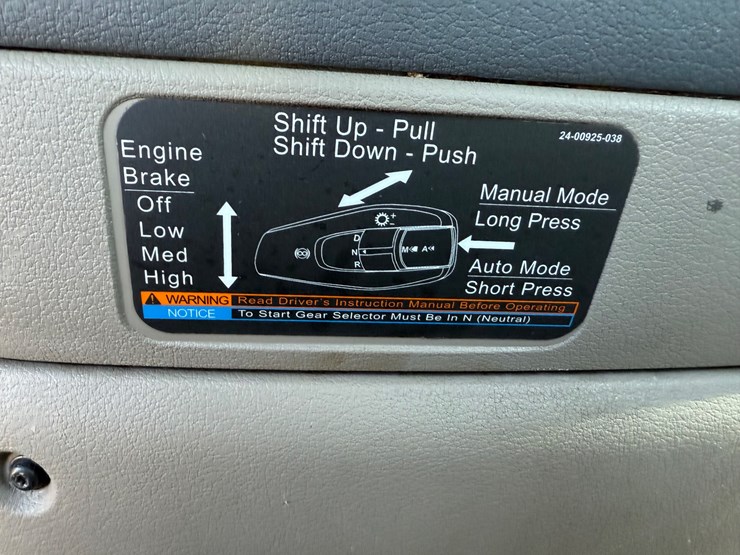 Shift Up - Pull
Shift Down - Push
24-00925-038
Engine
Brake
Off
Low
Med
High
D
N
R
M
A
+
-
Manual Mode
Long Press
Auto Mode
Short Press
WARNING Read Driver's Instruction Manual Before Operating
NOTICE To Start Gear Selector Must Be In N (Neutral)